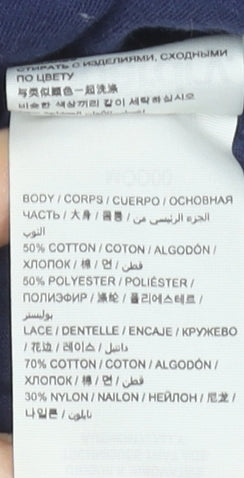 СТИРАТЬ С ИЗДЕЛИЯМИ, СХОДНЫМИ
ПО ЦВЕТУ
与类似颜色一起洗涤
비슷한 색상끼리 같이 세탁하십시오
BODY / CORPS / CUERPO / ОСНОВНАЯ
ЧАСТЬ / 大身 / 몸통 / الجزء الرئيسي من
الثوب
50% COTTON / COTON / ALGODÓN /
ХЛОПОК / 棉 / 면 / قطن
50% POLYESTER / POLIÉSTER /
ПОЛИЭФИР / 涤纶 / 폴리에스테르 /
بوليستر
LACE / DENTELLE / ENCAJE / КРУЖЕВО
/ 花边 / 레이스 / دانتيل
70% COTTON / COTON / ALGODÓN /
ХЛОПОК / 棉 / 면 / قطن
30% NYLON / NAILON / НЕЙЛОН / 尼龙 /
나일론 / نايلون